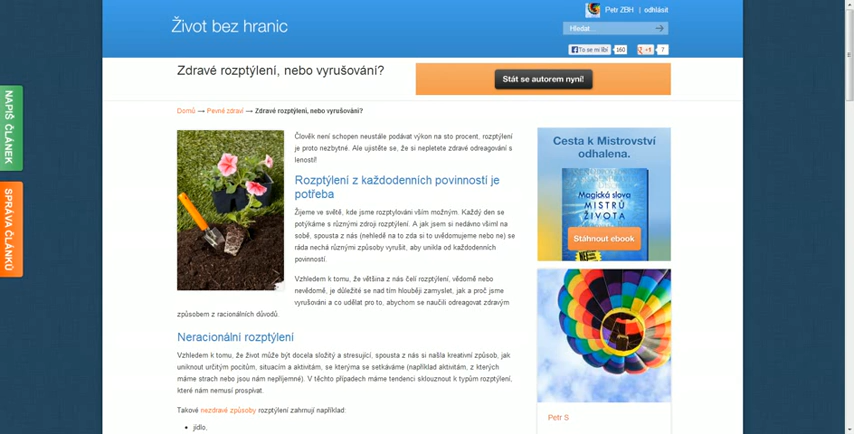 Petr ZBH | odhlásit
Život bez hranic
Hledat...
To se mi líbí 160 +1 7
Zdravé rozptýlení, nebo vyrušování?
Stát se autorem nyní!
NAPIŠ ČLÁNEK
SPRÁVA ČLÁNKŮ
Domů → Pevné zdraví → Zdravé rozptýlení, nebo vyrušování?
Člověk není schopen neustále podávat výkon na sto procent, rozptýlení
je proto nezbytné. Ale ujistěte se, že si nepletete zdravé odreagování s
leností!
Rozptýlení z každodenních povinností je
potřeba
Žijeme ve světě, kde jsme rozptylováni vším možným. Každý den se
potýkáme s různými zdroji rozptýlení. A jak jsem si nedávno všiml na
sobě, spousta z nás (nehledě na to zda si to uvědomujeme nebo ne) se
ráda nechá různými způsoby vyrušit, aby unikla od každodenních
povinností.
Vzhledem k tomu, že většina z nás čelí rozptýlení, vědomě nebo
nevědomě, je důležité se nad tím hlouběji zamyslet, jak a proč jsme
vyrušováni a co udělat pro to, abychom se naučili odreagovat zdravým
způsobem z racionálních důvodů.
Neracionální rozptýlení
Vzhledem k tomu, že život může být docela složitý a stresující, spousta z nás si našla kreativní způsob, jak
uniknout určitým pocitům, situacím a aktivitám, se kterýma se setkáváme (například aktivitám, z kterých
máme strach nebo jsou nám nepříjemné). V těchto případech máme tendenci sklouznout k typům rozptýlení,
které nám nemusí prospívat.
Takové nezdravé způsoby rozptýlení zahrnují například:
• jídlo,
Cesta k Mistrovství
odhalena.
Magická slova
MISTRŮ
ŽIVOTA
Stáhnout ebook
Petr S